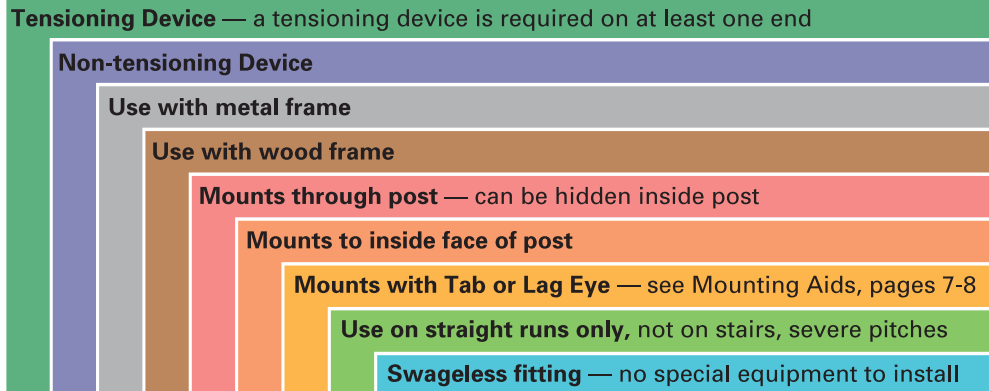 Tensioning Device — a tensioning device is required on at least one end
Non-tensioning Device
Use with metal frame
Use with wood frame
Mounts through post — can be hidden inside post
Mounts to inside face of post
Mounts with Tab or Lag Eye — see Mounting Aids, pages 7-8
Use on straight runs only, not on stairs, severe pitches
Swageless fitting — no special equipment to install